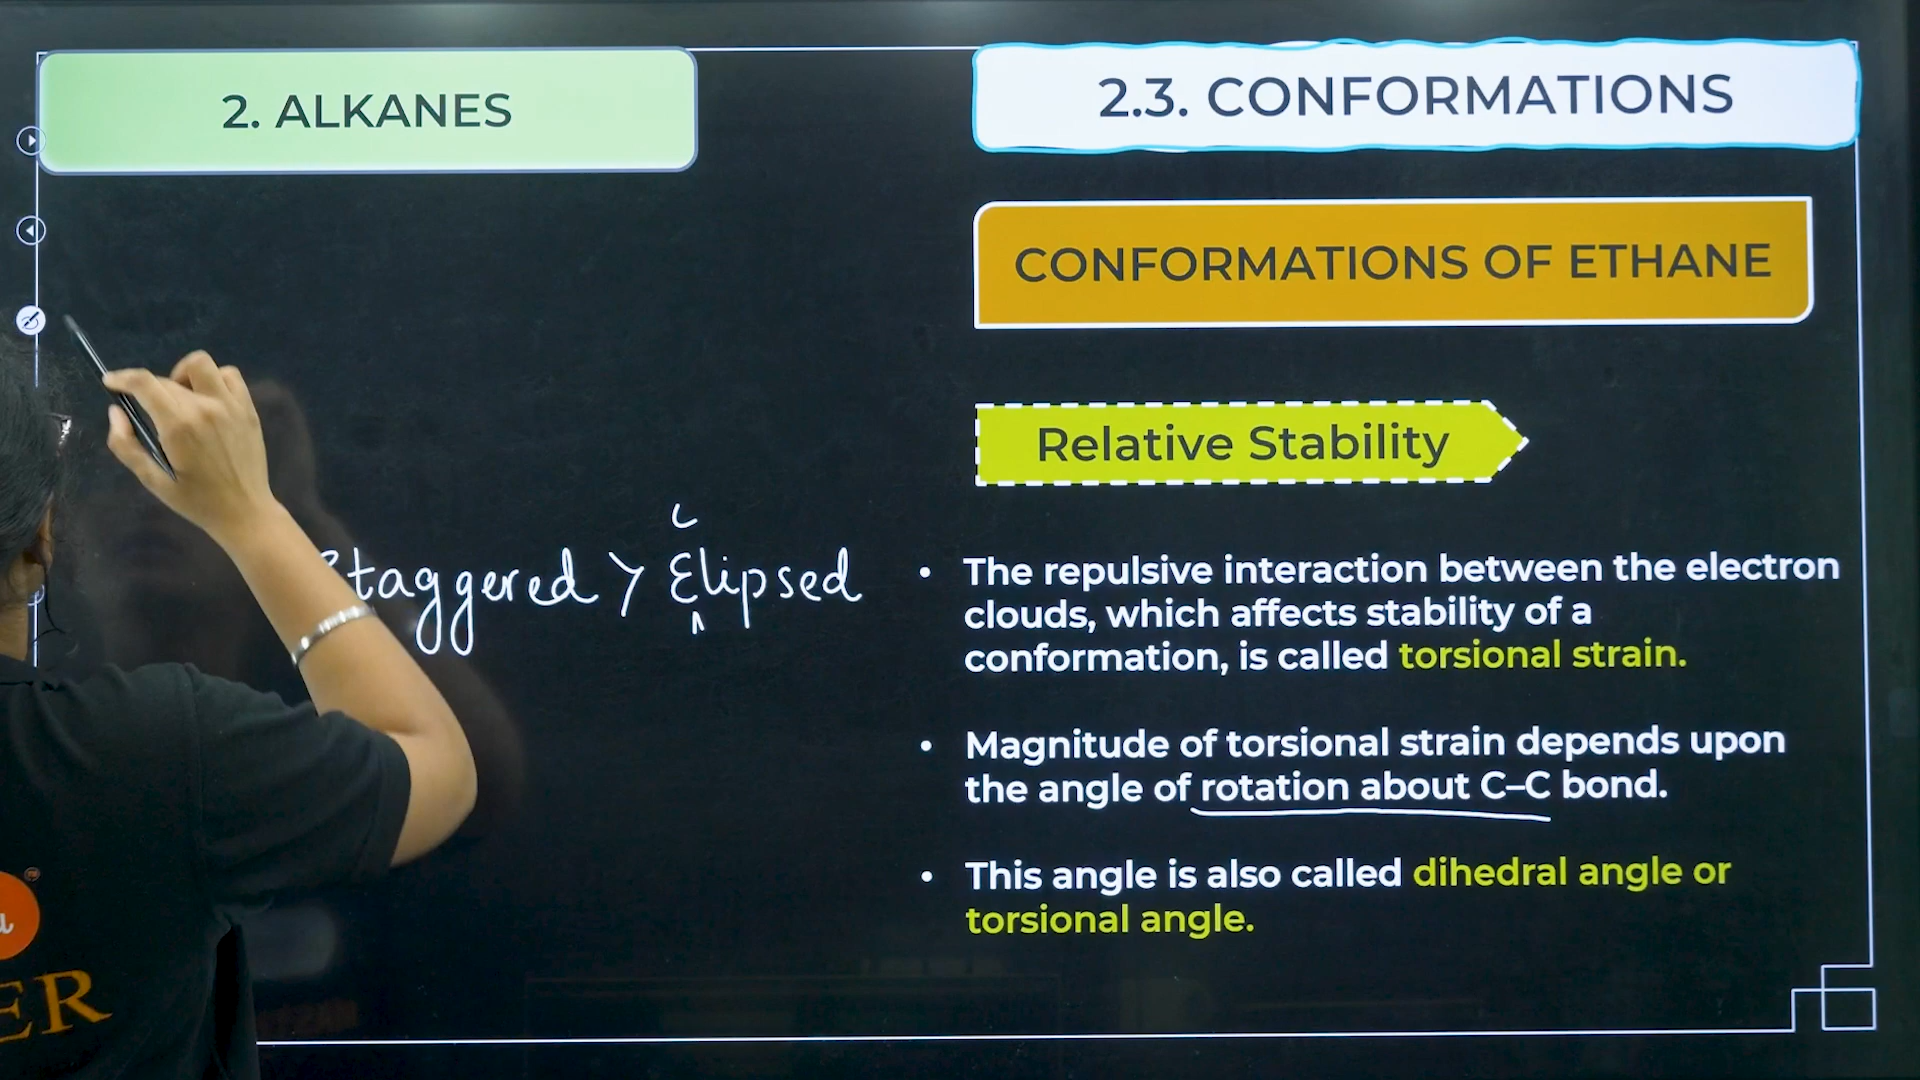 2. ALKANES
2.3. CONFORMATIONS
CONFORMATIONS OF ETHANE
Relative Stability
c
Staggered > Elipsed
• The repulsive interaction between the electron
clouds, which affects stability of a
conformation, is called torsional strain.
• Magnitude of torsional strain depends upon
the angle of rotation about C–C bond.
• This angle is also called dihedral angle or
torsional angle.
ER